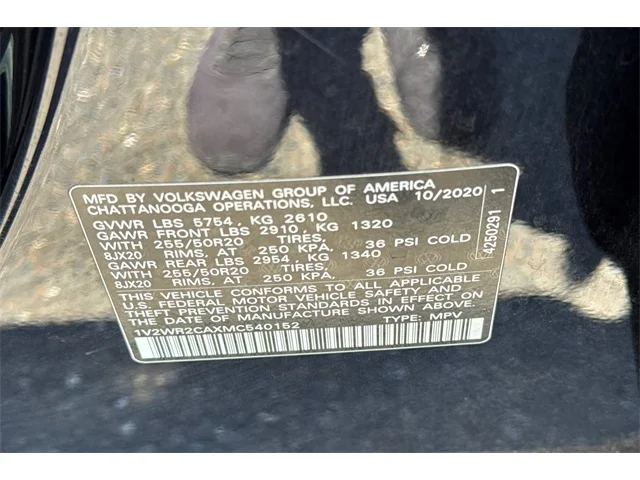 MFD BY VOLKSWAGEN GROUP OF AMERICA
CHATTANOOGA OPERATIONS, LLC. USA 10/2020
GVWR LBS 5754, KG 2610
GAWR FRONT LBS 2910, KG 1320
WITH 255/50R20 TIRES,
8JX20 RIMS, AT 250 KPA, 36 PSI COLD
GAWR REAR LBS 2954, KG 1340
WITH 255/50R20 TIRES,
8JX20 RIMS, AT 250 KPA, 36 PSI COLD
THIS VEHICLE CONFORMS TO ALL APPLICABLE
U.S. FEDERAL MOTOR VEHICLE SAFETY AND
THEFT PREVENTION STANDARDS IN EFFECT ON
THE DATE OF MANUFACTURE SHOWN ABOVE.
1V2WR2CAXMC540152 TYPE: MPV
4250291 1